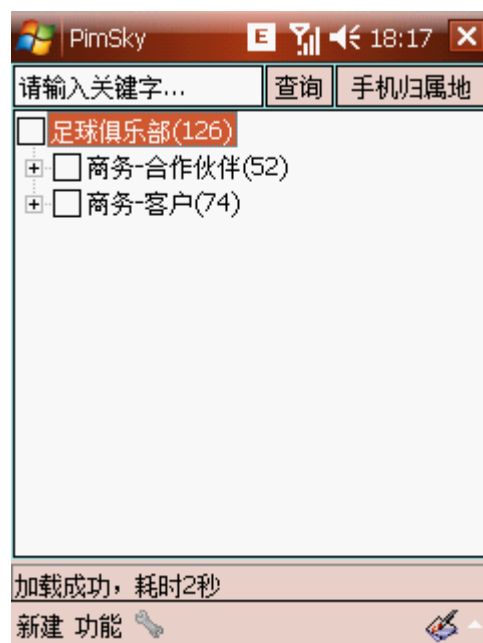 PimSky E 18:17
请输入关键字... 查询 手机归属地
足球俱乐部(126)
商务-合作伙伴(52)
商务-客户(74)
加载成功，耗时2秒
新建 功能